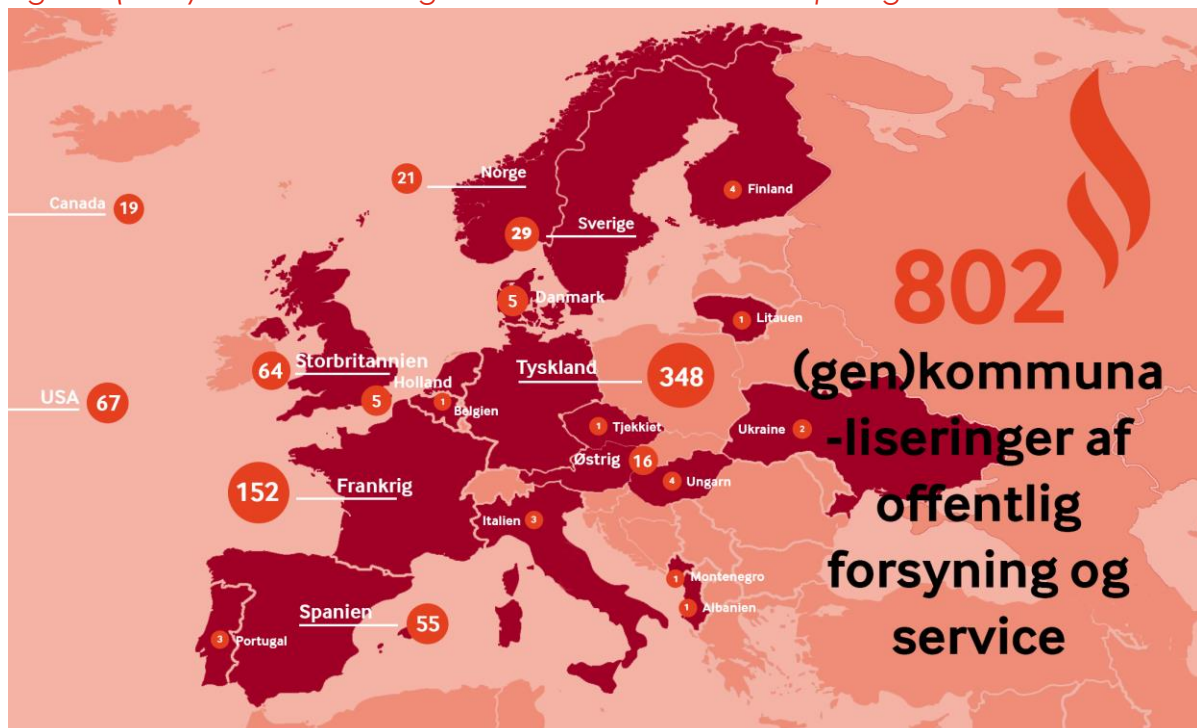 Norge
21
Canada 19
4 Finland
Sverige
29
802
5 Danmark
1 Litauen
Storbritannien
64
Tyskland
348
(gen)kommuna
Holland
5
1 Belgien
USA 67
-liseringer af
1 Tjekkiet
Ukraine 2
Østrig 16
4 Ungarn
152 Frankrig
offentlig
Italien 3
forsyning og
1 Montenegro
1 Albanien
Spanien
55
service
3 Portugal